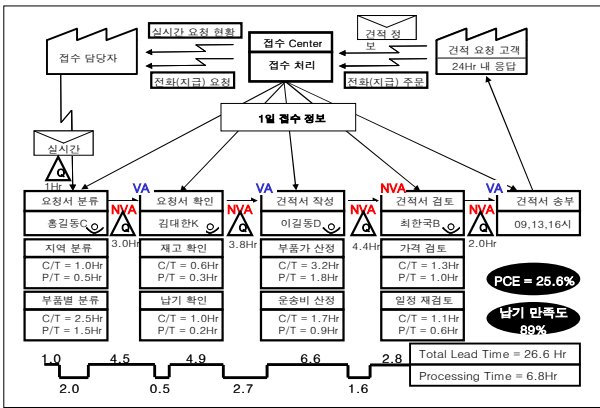 실시간 요청 현황
접수 담당자
전화(지급) 요청
접수 Center
접수 처리
견적 정
보
전화(지급) 주문
견적 요청 고객
24Hr 내 응답
1일 접수 정보
실시간
Q
1Hr
VA
VA
NVA
VA
NVA
NVA
NVA
NVA
요청서 분류
홍길동C
Q
3.0Hr
요청서 확인
김대한K
Q
3.8Hr
견적서 작성
이길동D
Q
4.4Hr
견적서 검토
최한국B
Q
2.0Hr
견적서 송부
09,13,16시
지역 분류
C/T = 1.0Hr
P/T = 0.5Hr
재고 확인
C/T = 0.6Hr
P/T = 0.3Hr
부품가 산정
C/T = 3.2Hr
P/T = 1.8Hr
가격 검토
C/T = 1.3Hr
P/T = 1.0Hr
부품별 분류
C/T = 2.5Hr
P/T = 1.5Hr
납기 확인
C/T = 1.0Hr
P/T = 0.2Hr
운송비 산정
C/T = 1.7Hr
P/T = 0.9Hr
일정 재검토
C/T = 1.1Hr
P/T = 0.6Hr
PCE = 25.6%
납기 만족도
89%
1.0
4.5
4.9
6.6
2.8
2.0
0.5
2.7
1.6
Total Lead Time = 26.6 Hr
Processing Time = 6.8Hr